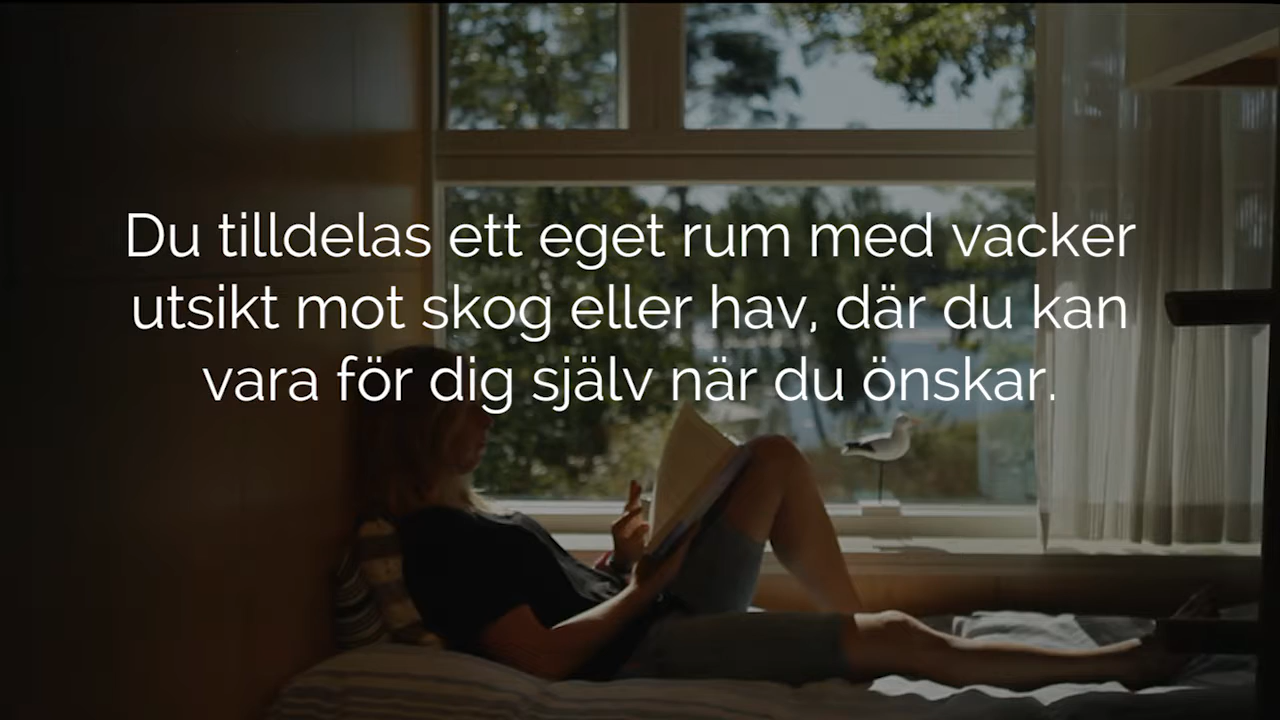 Du tilldelas ett eget rum med vacker
utsikt mot skog eller hav, där du kan
vara för dig själv när du önskar.